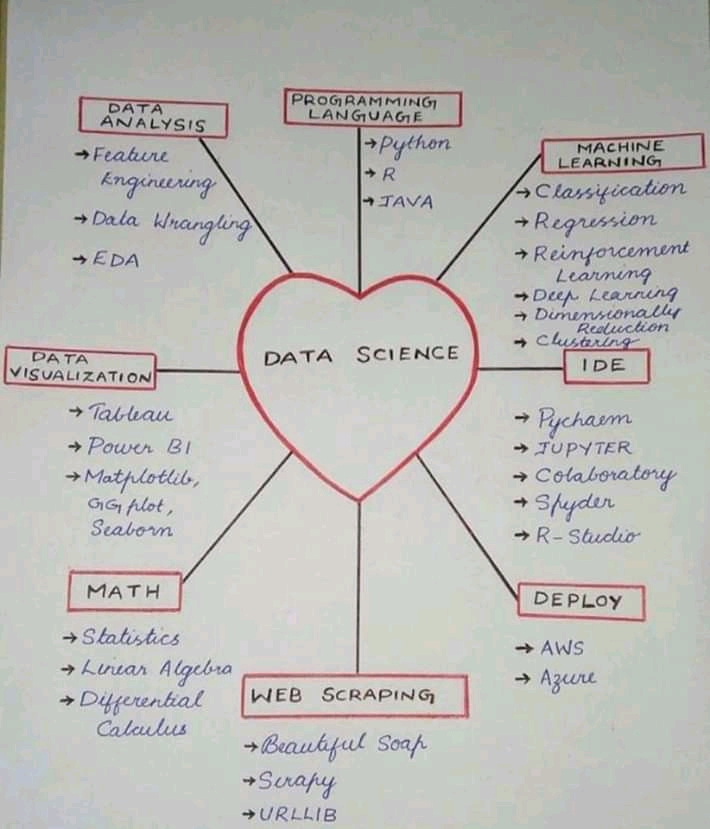 DATA
ANALYSIS
→ Feature
Engineering
→ Data Wrangling
→ EDA
PROGRAMMING
LANGUAGE
→ Python
→ R
→ JAVA
MACHINE
LEARNING
→ Classification
→ Regression
→ Reinforcement
Learning
→ Deep Learning
→ Dimensionally
Reduction
→ Clustering
DATA SCIENCE
DATA
VISUALIZATION
→ Tableau
→ Power BI
→ Matplotlib,
GG plot,
Seaborn
IDE
→ Pycharm
→ JUPYTER
→ Colaboratory
→ Spyder
→ R-Studio
MATH
→ Statistics
→ Linear Algebra
→ Differential
Calculus
WEB SCRAPING
→ Beautiful Soap
→ Scrapy
→ URLLIB
DEPLOY
→ AWS
→ Azure